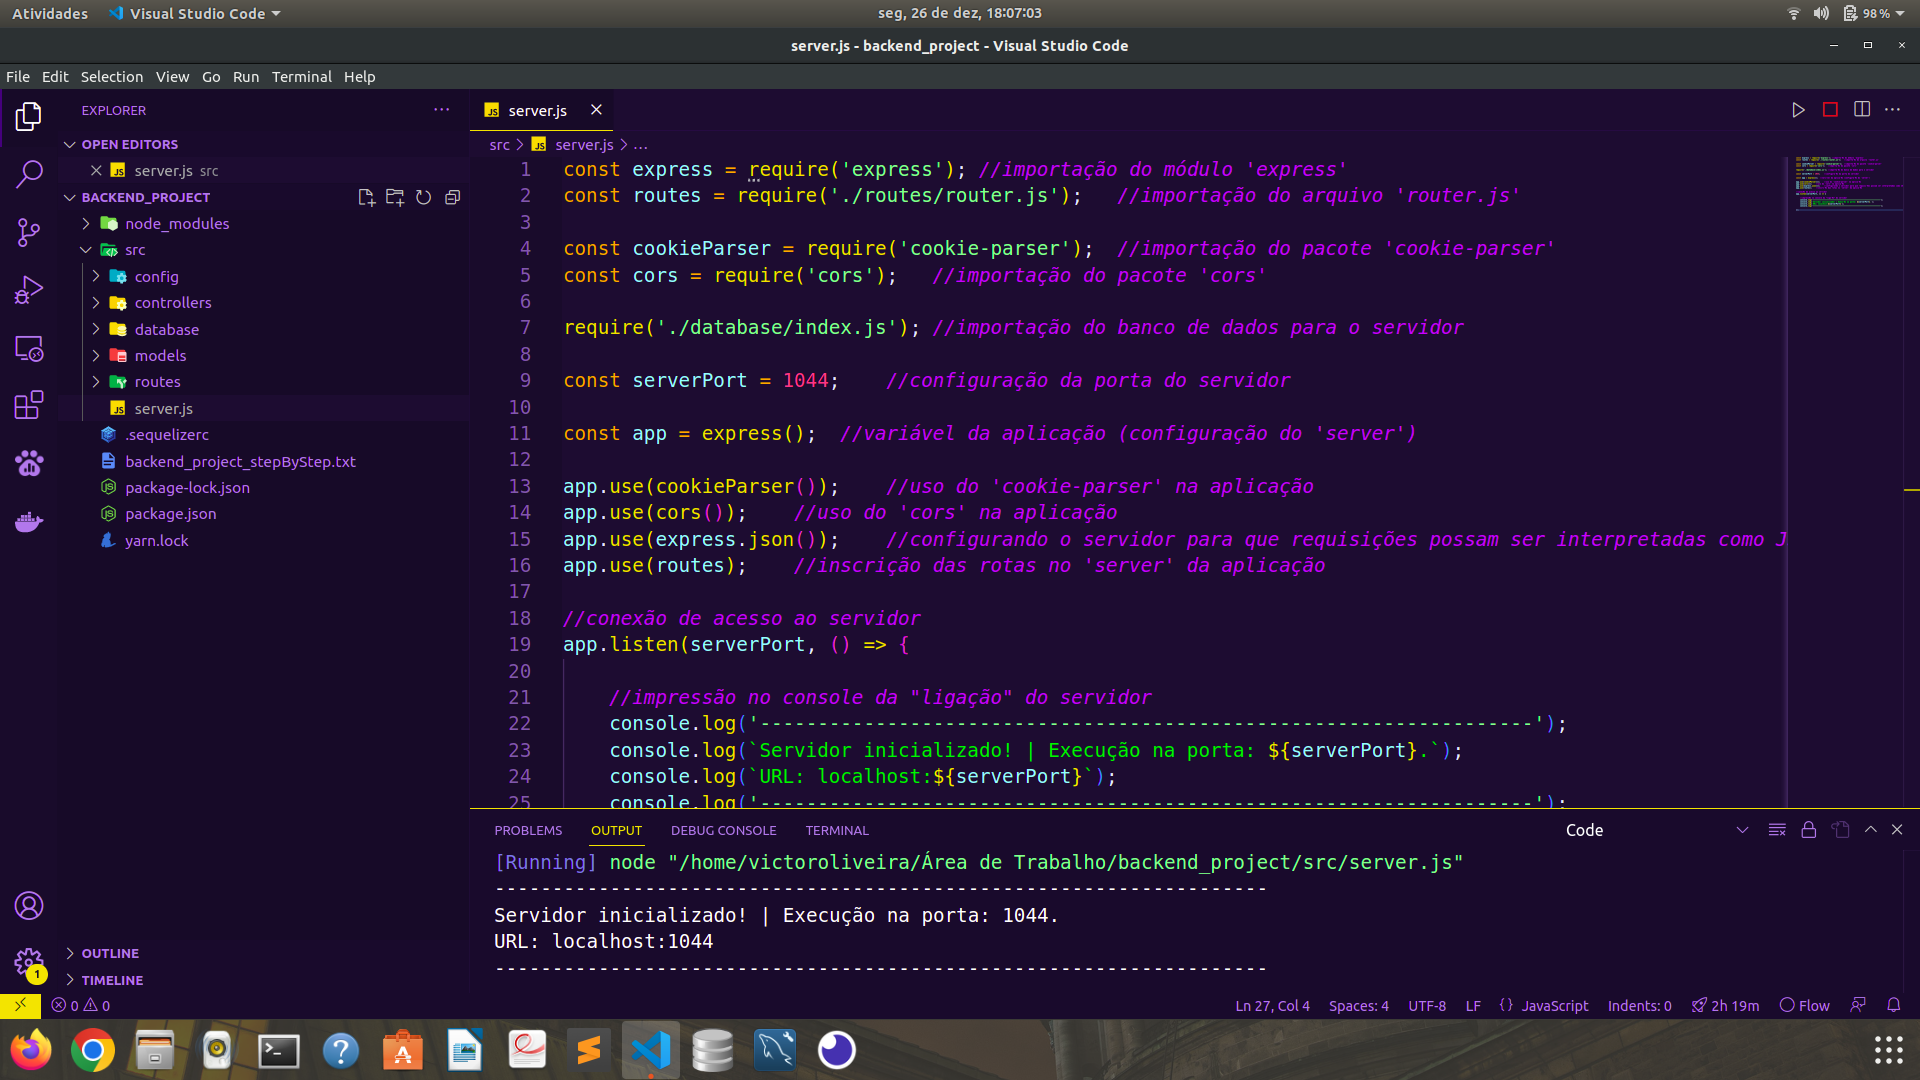 Atividades
Visual Studio Code
seg, 26 de dez, 18:07:03
98 %
server.js - backend_project - Visual Studio Code
File Edit Selection View Go Run Terminal Help
EXPLORER
OPEN EDITORS
server.js src
BACKEND_PROJECT
node_modules
src
config
controllers
database
models
routes
server.js
.sequelizerc
backend_project_stepByStep.txt
package-lock.json
package.json
yarn.lock
OUTLINE
TIMELINE
server.js
src > server.js > ...
1 const express = require('express'); //importação do módulo 'express'
2 const routes = require('./routes/router.js');   //importação do arquivo 'router.js'
3
4 const cookieParser = require('cookie-parser');  //importação do pacote 'cookie-parser'
5 const cors = require('cors');   //importação do pacote 'cors'
6
7 require('./database/index.js'); //importação do banco de dados para o servidor
8
9 const serverPort = 1044;    //configuração da porta do servidor
10
11 const app = express();  //variável da aplicação (configuração do 'server')
12
13 app.use(cookieParser());    //uso do 'cookie-parser' na aplicação
14 app.use(cors());    //uso do 'cors' na aplicação
15 app.use(express.json());    //configurando o servidor para que requisições possam ser interpretadas como J
16 app.use(routes);    //inscrição das rotas no 'server' da aplicação
17
18 //conexão de acesso ao servidor
19 app.listen(serverPort, () => {
20
21     //impressão no console da "ligação" do servidor
22     console.log('-------------------------------------------------------------------');
23     console.log(`Servidor inicializado! | Execução na porta: ${serverPort}.`);
24     console.log(`URL: localhost:${serverPort}`);
25     console.log('-------------------------------------------------------------------');
PROBLEMS OUTPUT DEBUG CONSOLE TERMINAL
Code
[Running] node "/home/victoroliveira/Área de Trabalho/backend_project/src/server.js"
-------------------------------------------------------------------
Servidor inicializado! | Execução na porta: 1044.
URL: localhost:1044
-------------------------------------------------------------------
1
0 0
Ln 27, Col 4 Spaces: 4 UTF-8 LF {} JavaScript Indents: 0 2h 19m Flow